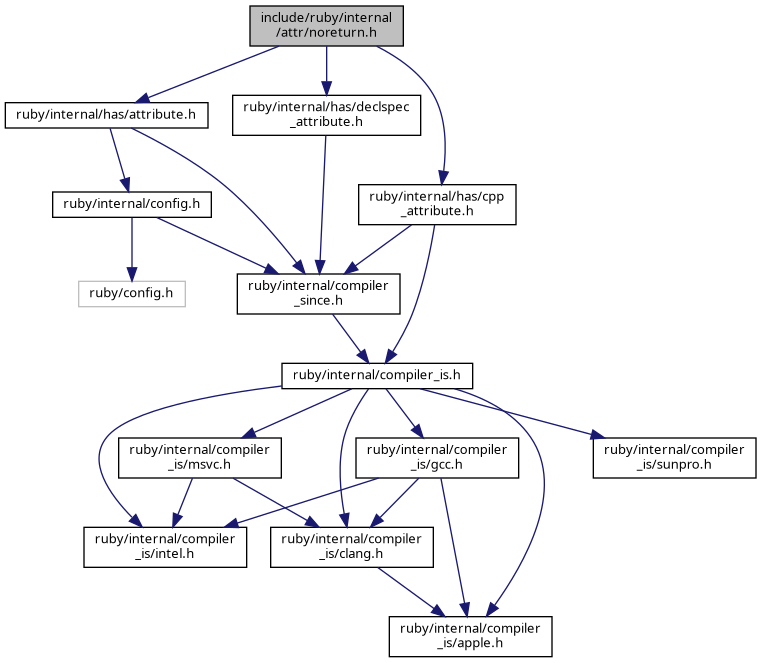 include/ruby/internal
/attr/noreturn.h
ruby/internal/has/attribute.h
ruby/internal/has/declspec
_attribute.h
ruby/internal/has/cpp
_attribute.h
ruby/internal/config.h
ruby/config.h
ruby/internal/compiler
_since.h
ruby/internal/compiler_is.h
ruby/internal/compiler
_is/msvc.h
ruby/internal/compiler
_is/gcc.h
ruby/internal/compiler
_is/sunpro.h
ruby/internal/compiler
_is/intel.h
ruby/internal/compiler
_is/clang.h
ruby/internal/compiler
_is/apple.h